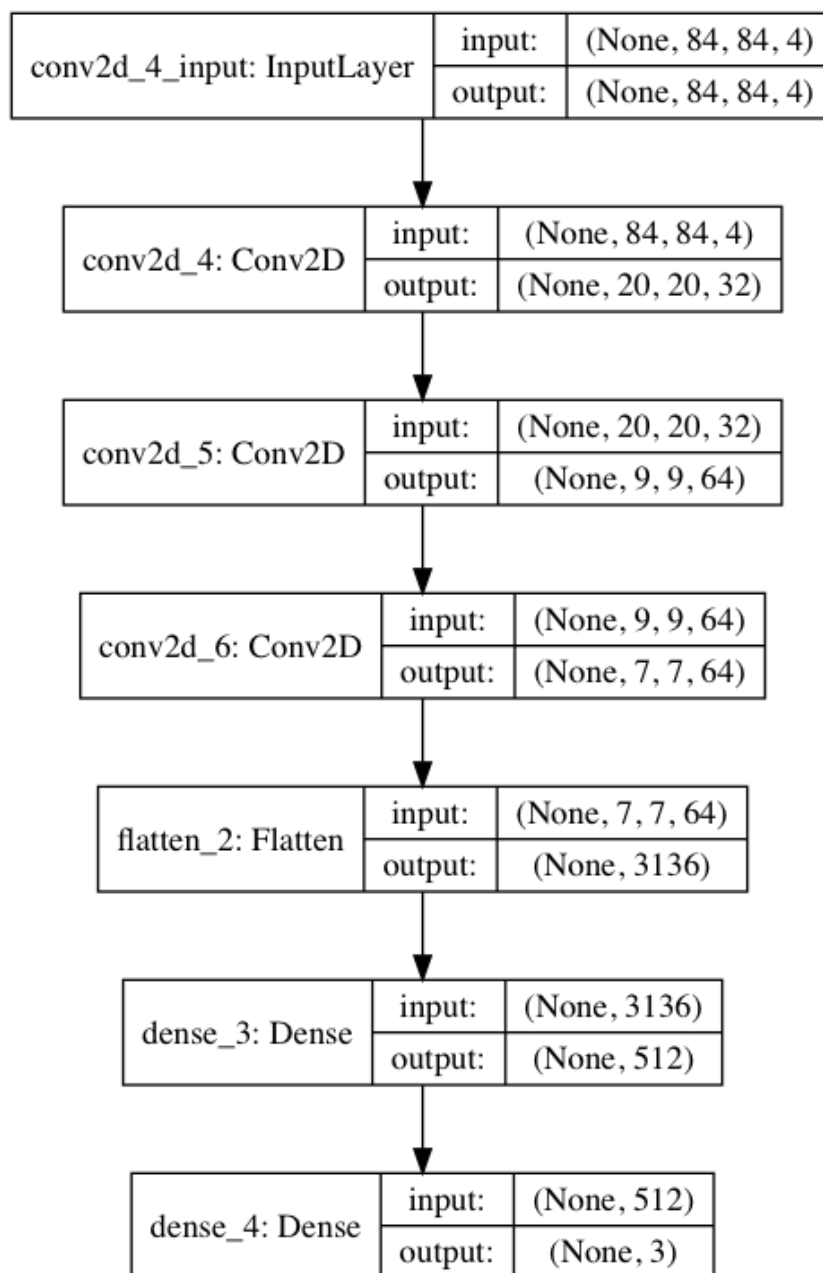 conv2d_4_input: InputLayer
input: (None, 84, 84, 4)
output: (None, 84, 84, 4)
conv2d_4: Conv2D
input: (None, 84, 84, 4)
output: (None, 20, 20, 32)
conv2d_5: Conv2D
input: (None, 20, 20, 32)
output: (None, 9, 9, 64)
conv2d_6: Conv2D
input: (None, 9, 9, 64)
output: (None, 7, 7, 64)
flatten_2: Flatten
input: (None, 7, 7, 64)
output: (None, 3136)
dense_3: Dense
input: (None, 3136)
output: (None, 512)
dense_4: Dense
input: (None, 512)
output: (None, 3)